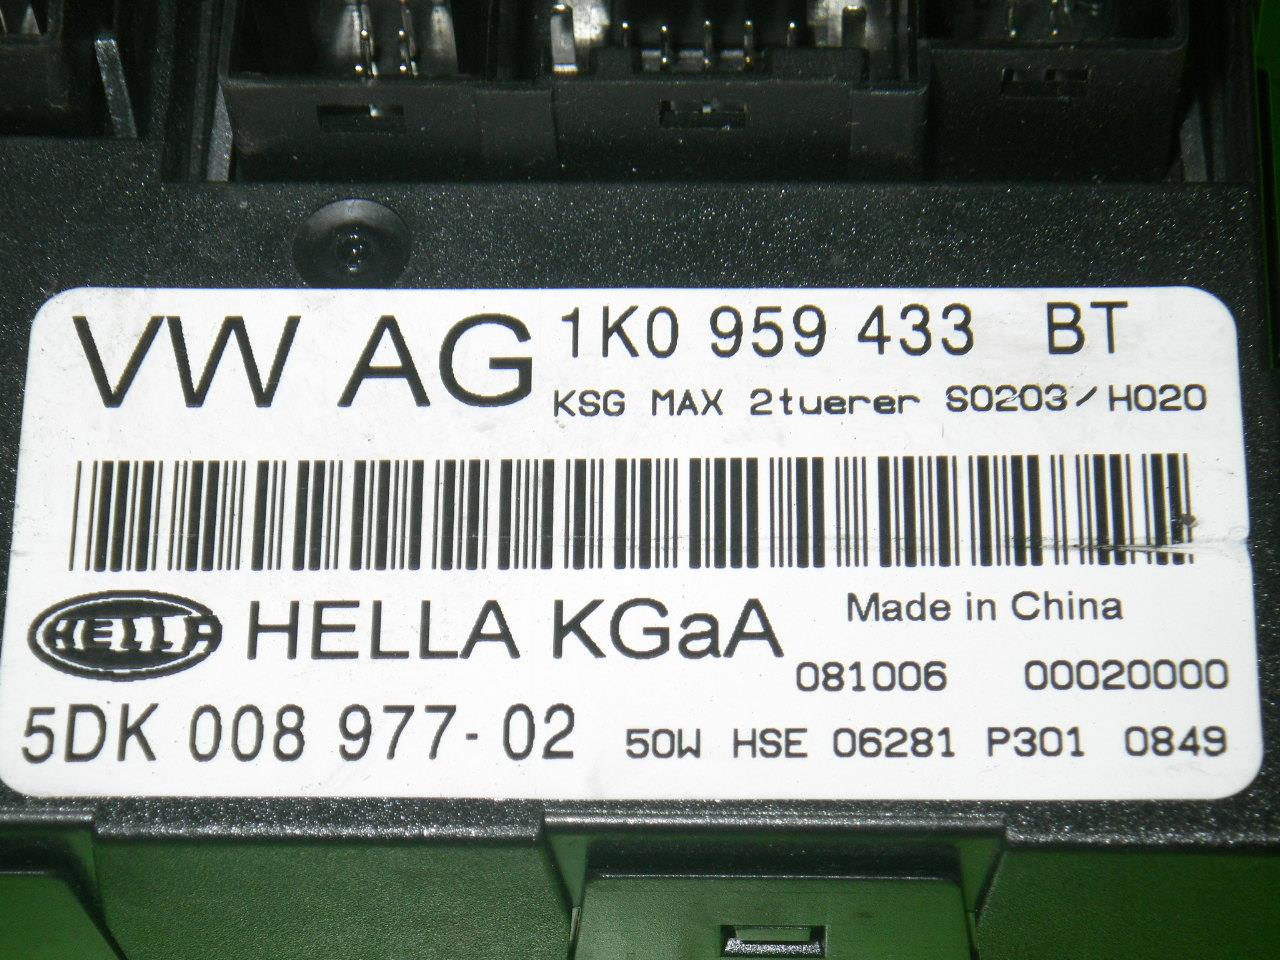 VW AG 1K0 959 433 BT
KSG MAX 2tuerer S0203/H020
HELLA HELLA KGaA Made in China
081006 00020000
5DK 008 977-02 50W HSE 06281 P301 0849